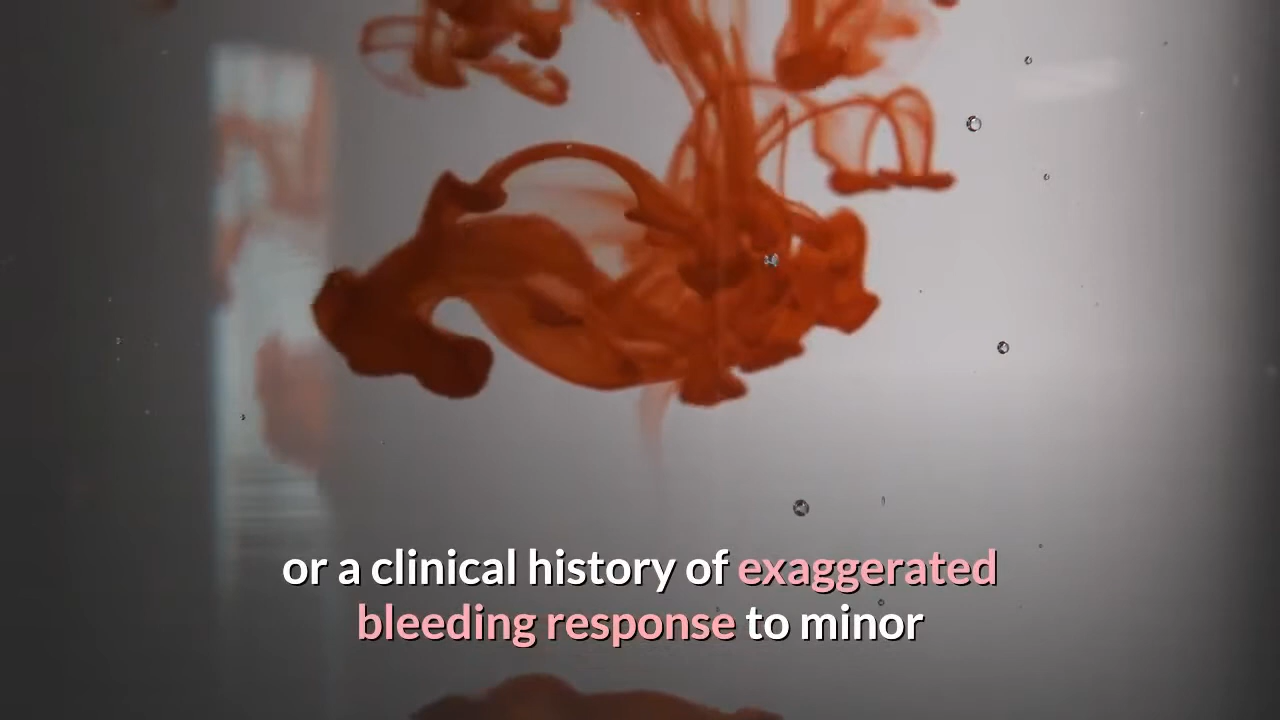 or a clinical history of exaggerated
bleeding response to minor